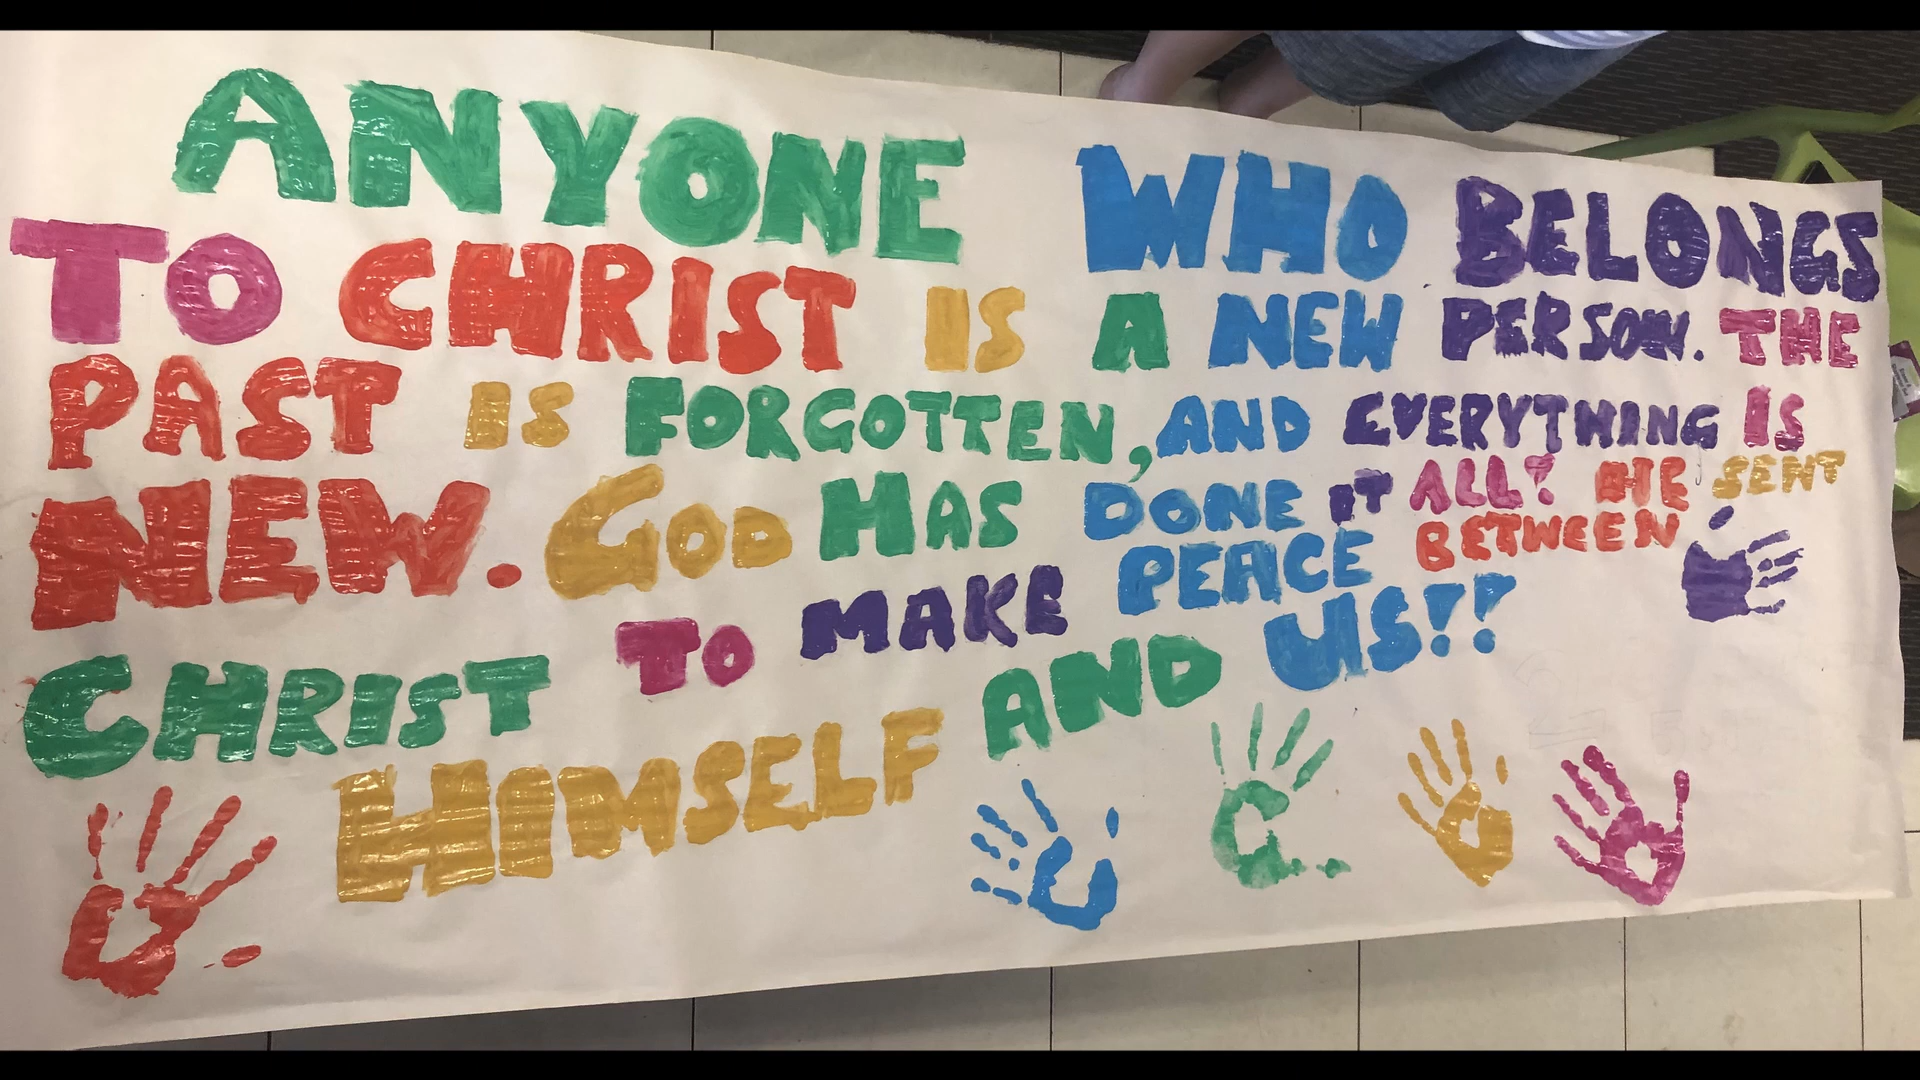 ANYONE WHO BELONGS
TO CHRIST IS A NEW PERSON. THE
PAST IS FORGOTTEN, AND EVERYTHING IS
NEW. GOD HAS DONE IT ALL! HE SENT
CHRIST TO MAKE PEACE BETWEEN
HIMSELF AND US!!